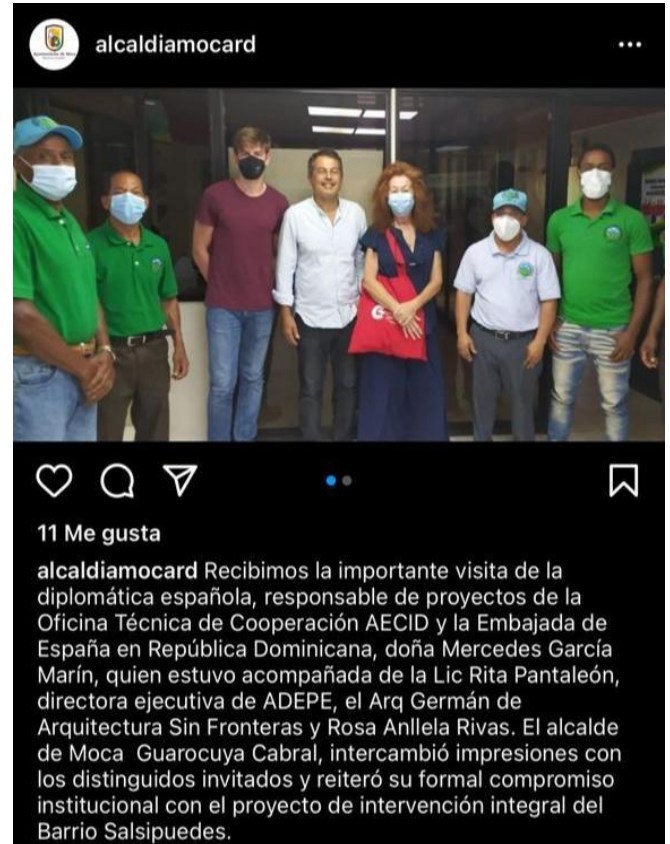 alcaldiamocard
G
11 Me gusta
alcaldiamocard Recibimos la importante visita de la
diplomática española, responsable de proyectos de la
Oficina Técnica de Cooperación AECID y la Embajada de
España en República Dominicana, doña Mercedes García
Marín, quien estuvo acompañada de la Lic Rita Pantaleón,
directora ejecutiva de ADEPE, el Arq Germán de
Arquitectura Sin Fronteras y Rosa Anllela Rivas. El alcalde
de Moca Guarocuya Cabral, intercambió impresiones con
los distinguidos invitados y reiteró su formal compromiso
institucional con el proyecto de intervención integral del
Barrio Salsipuedes.